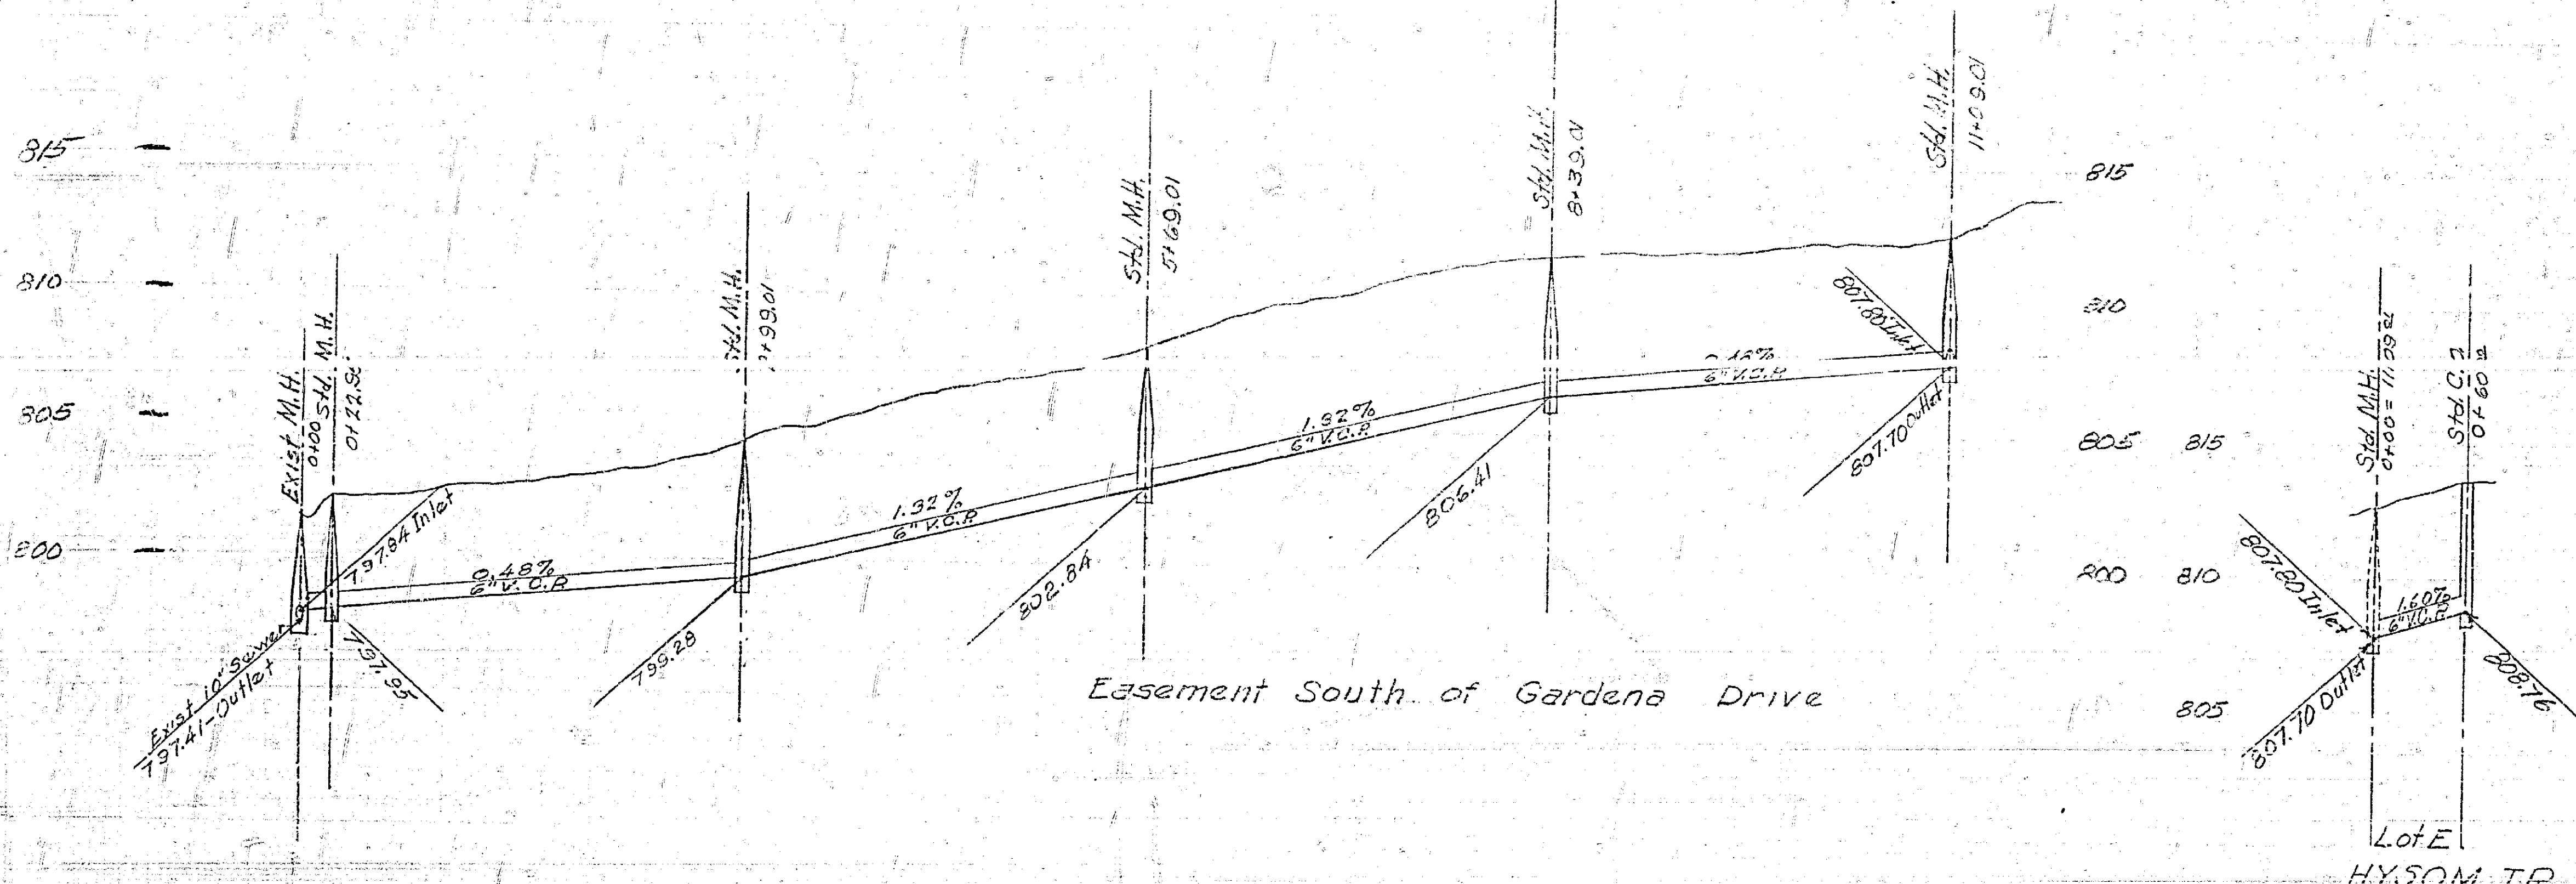 815
810
805
800
Exist M.H.
0+00
Std. M.H.
797.84 Inlet
Exist 10" Sewer
797.41-Outlet
797.95
0.48%
6" V.C.P.
M.H.
799.28
1.32%
6" V.C.P.
Std. M.H.
5+69.01
802.84
1.32%
6" V.C.P.
Std. M.H.
8+39.01
806.41
6" V.C.P.
Std. M.H.
11+09.01
807.80 Inlet
807.70 Outlet
815
810
805
800
Easement South of Gardena Drive
815
810
805
Std. M.H.
Std.
0+60
807.80 Inlet
807.70 Outlet
1.60%
6" V.C.P.
808.76
Lot E
HYSOM TR